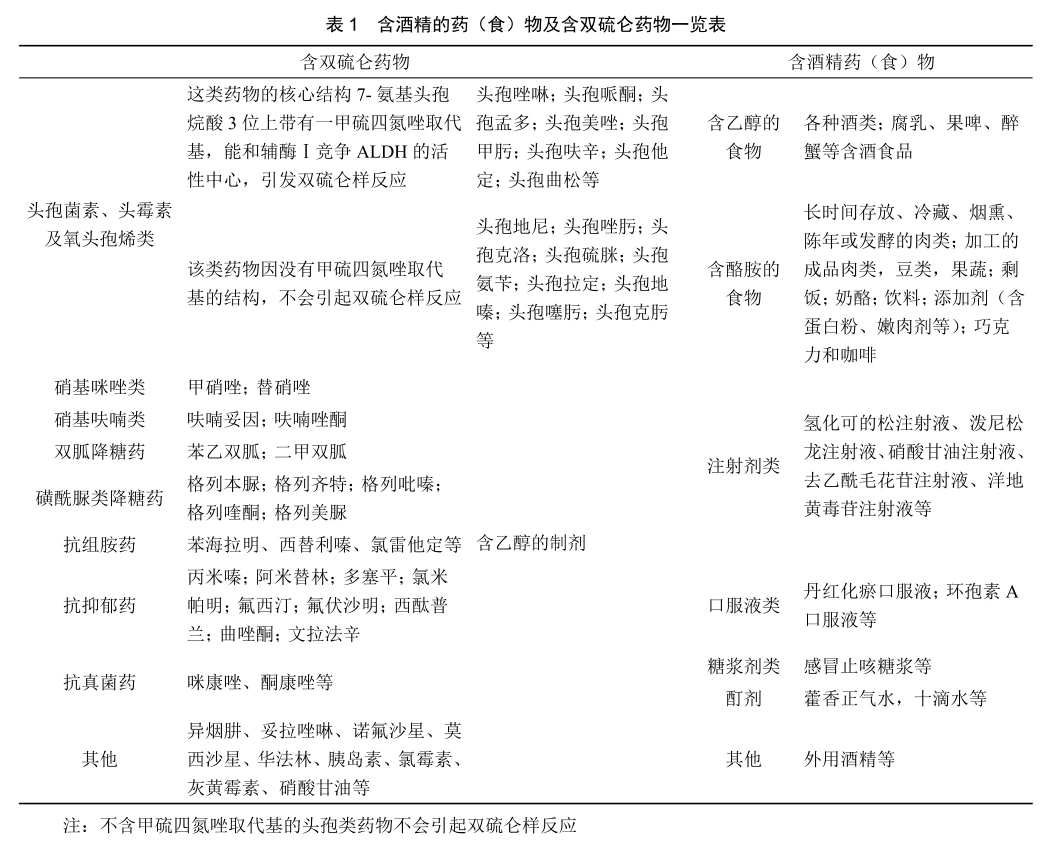 表 1　含酒精的药（食）物及含双硫仑药物一览表
含双硫仑药物
含酒精药（食）物
头孢菌素、头霉素
及氧头孢烯类
这类药物的核心结构 7- 氨基头孢
烷酸 3 位上带有一甲硫四氮唑取代
基，能和辅酶Ⅰ竞争 ALDH 的活
性中心，引发双硫仑样反应
头孢唑啉；头孢哌酮；头
孢孟多；头孢美唑；头孢
甲肟；头孢呋辛；头孢他
定；头孢曲松等
含乙醇的
食物
各种酒类；腐乳、果啤、醉
蟹等含酒食品
该类药物因没有甲硫四氮唑取代
基的结构，不会引起双硫仑样反应
头孢地尼；头孢唑肟；头
孢克洛；头孢硫脒；头孢
氨苄；头孢拉定；头孢地
嗪；头孢噻肟；头孢克肟
等
含酪胺的
食物
长时间存放、冷藏、烟熏、
陈年或发酵的肉类；加工的
成品肉类，豆类，果蔬；剩
饭；奶酪；饮料；添加剂（含
蛋白粉、嫩肉剂等）；巧克
力和咖啡
硝基咪唑类
甲硝唑；替硝唑
硝基呋喃类
呋喃妥因；呋喃唑酮
双胍降糖药
苯乙双胍；二甲双胍
磺酰脲类降糖药
格列本脲；格列齐特；格列吡嗪；
格列喹酮；格列美脲
注射剂类
氢化可的松注射液、泼尼松
龙注射液、硝酸甘油注射液、
去乙酰毛花苷注射液、洋地
黄毒苷注射液等
抗组胺药
苯海拉明、西替利嗪、氯雷他定等
含乙醇的制剂
抗抑郁药
丙米嗪；阿米替林；多塞平；氯米
帕明；氟西汀；氟伏沙明；西酞普
兰；曲唑酮；文拉法辛
口服液类
丹红化瘀口服液；环孢素 A
口服液等
抗真菌药
咪康唑、酮康唑等
糖浆剂类
感冒止咳糖浆等
酊剂
藿香正气水，十滴水等
其他
异烟肼、妥拉唑啉、诺氟沙星、莫
西沙星、华法林、胰岛素、氯霉素、
灰黄霉素、硝酸甘油等
其他
外用酒精等
注：不含甲硫四氮唑取代基的头孢类药物不会引起双硫仑样反应